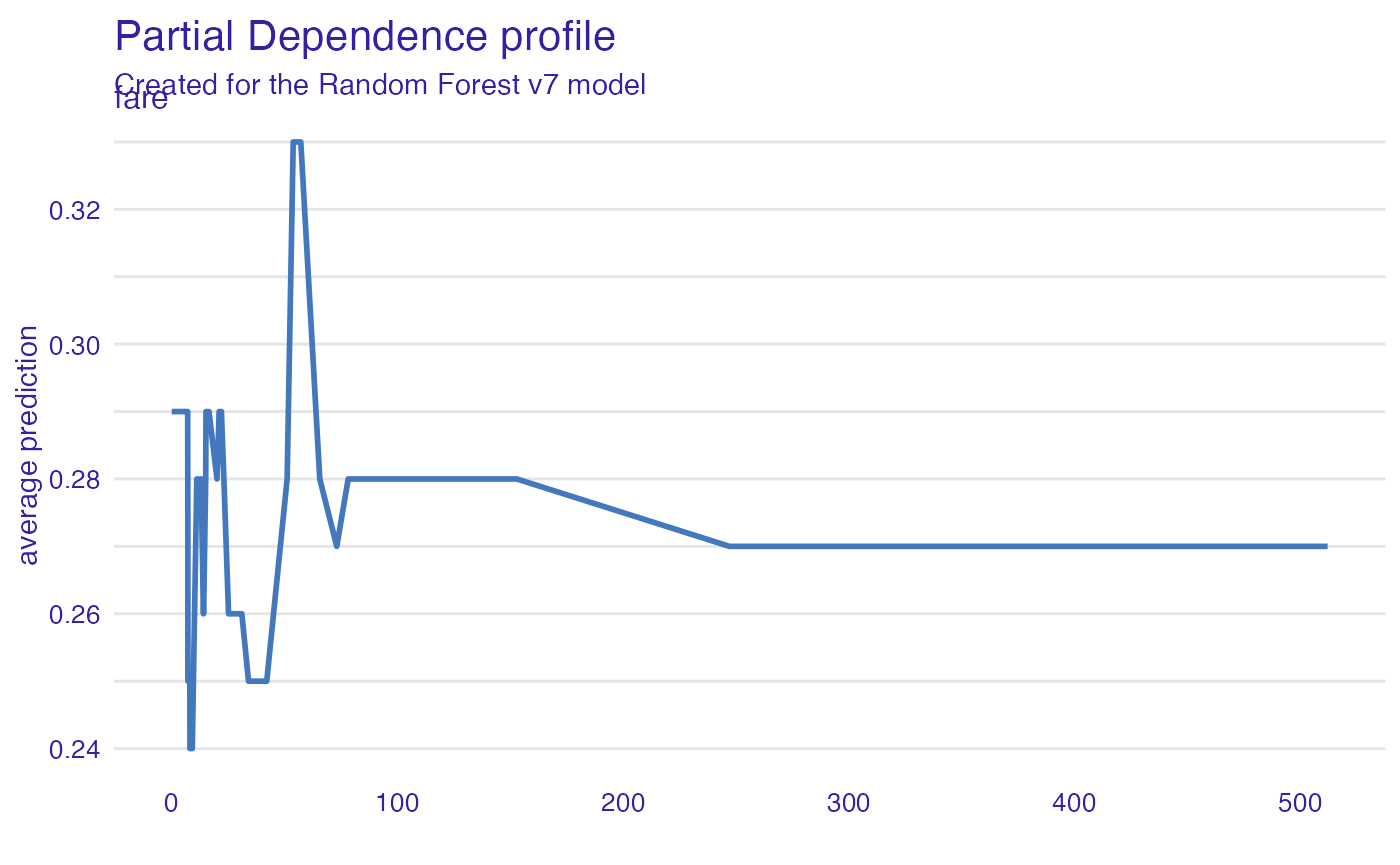 Partial Dependence profile
Created for the Random Forest v7 model
fare
average prediction
0.32
0.30
0.28
0.26
0.24
0 100 200 300 400 500